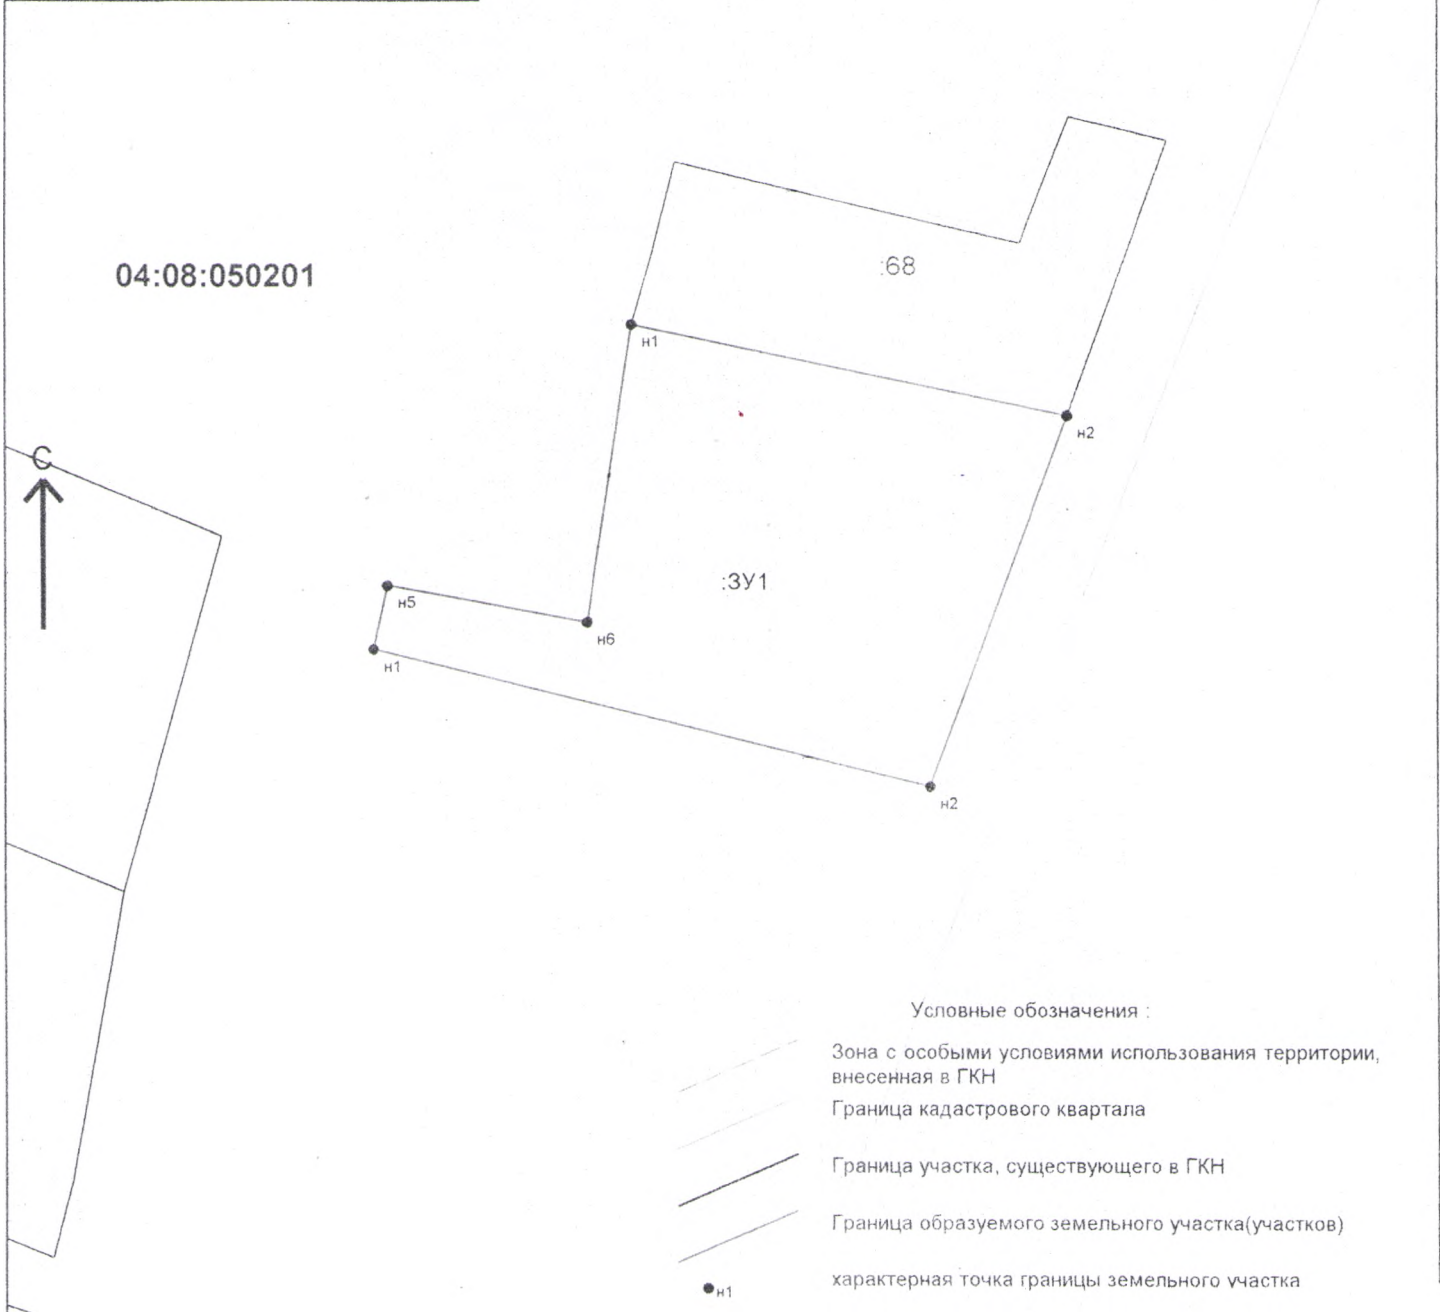 :68
04:08:050201
н1
н2
С
:ЗУ1
н5
н6
н1
н2
Условные обозначения :
Зона с особыми условиями использования территории,
внесенная в ГКН
Граница кадастрового квартала
Граница участка, существующего в ГКН
Граница образуемого земельного участка(участков)
характерная точка границы земельного участка
н1